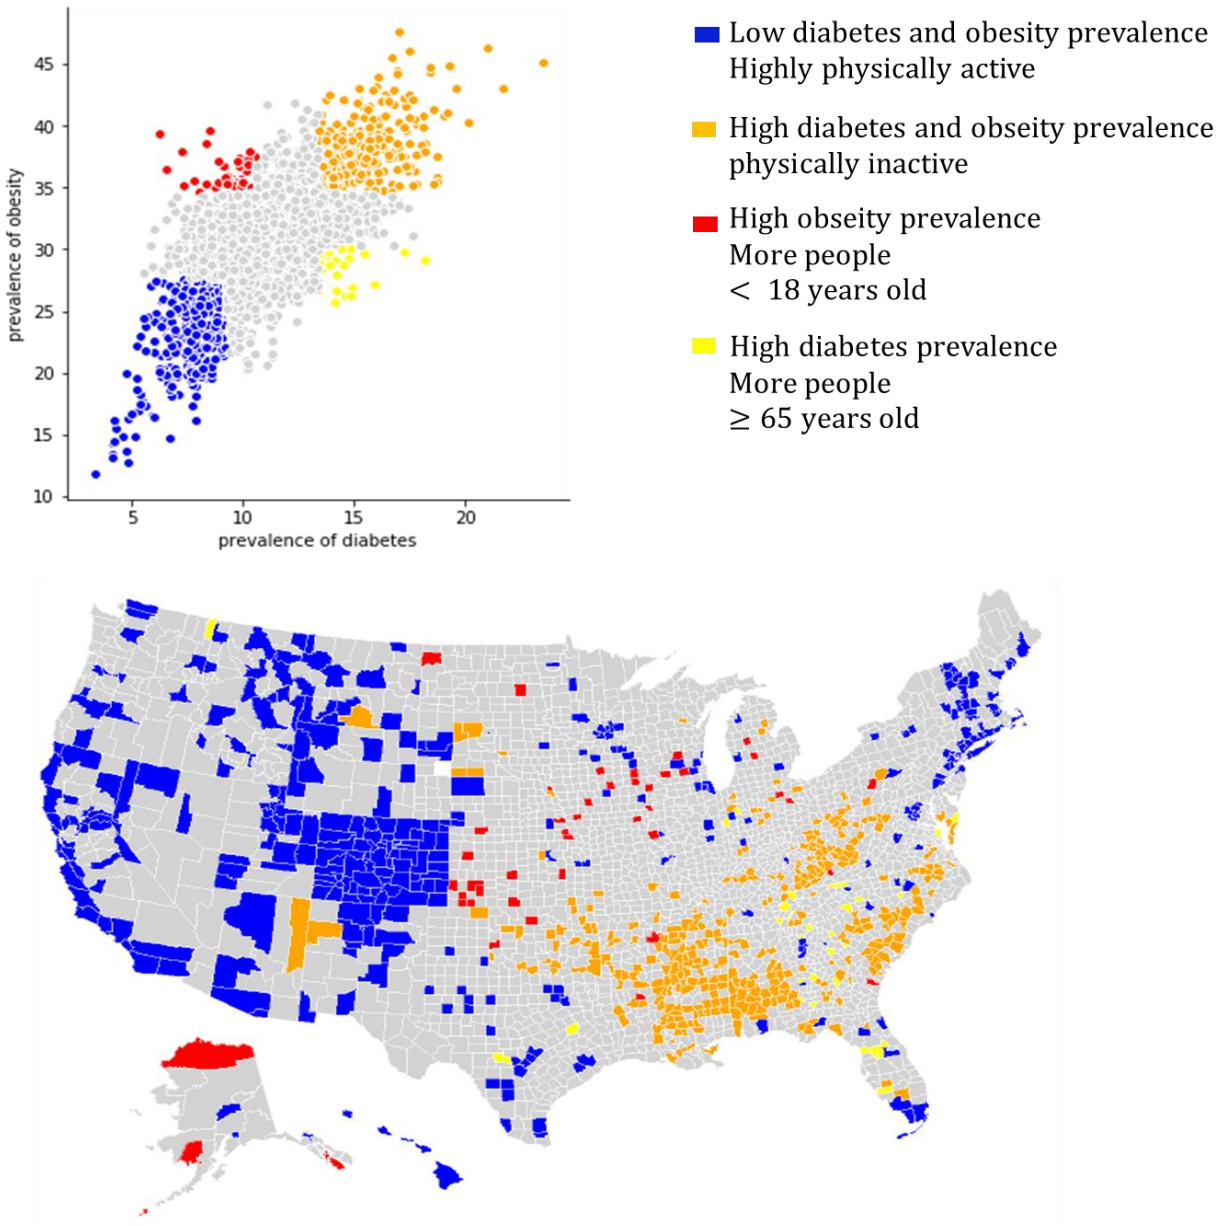 prevalence of obesity
45
40
35
30
25
20
15
10
5 10 15 20
prevalence of diabetes
Low diabetes and obesity prevalence
Highly physically active
High diabetes and obseity prevalence
physically inactive
High obseity prevalence
More people
< 18 years old
High diabetes prevalence
More people
≥ 65 years old